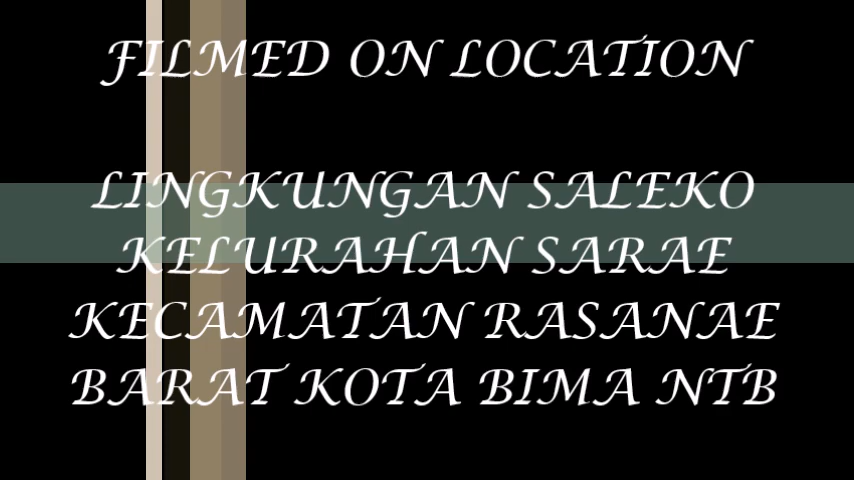 FILMED ON LOCATION
LINGKUNGAN SALEKO
KELURAHAN SARAE
KECAMATAN RASANAE
BARAT KOTA BIMA NTB